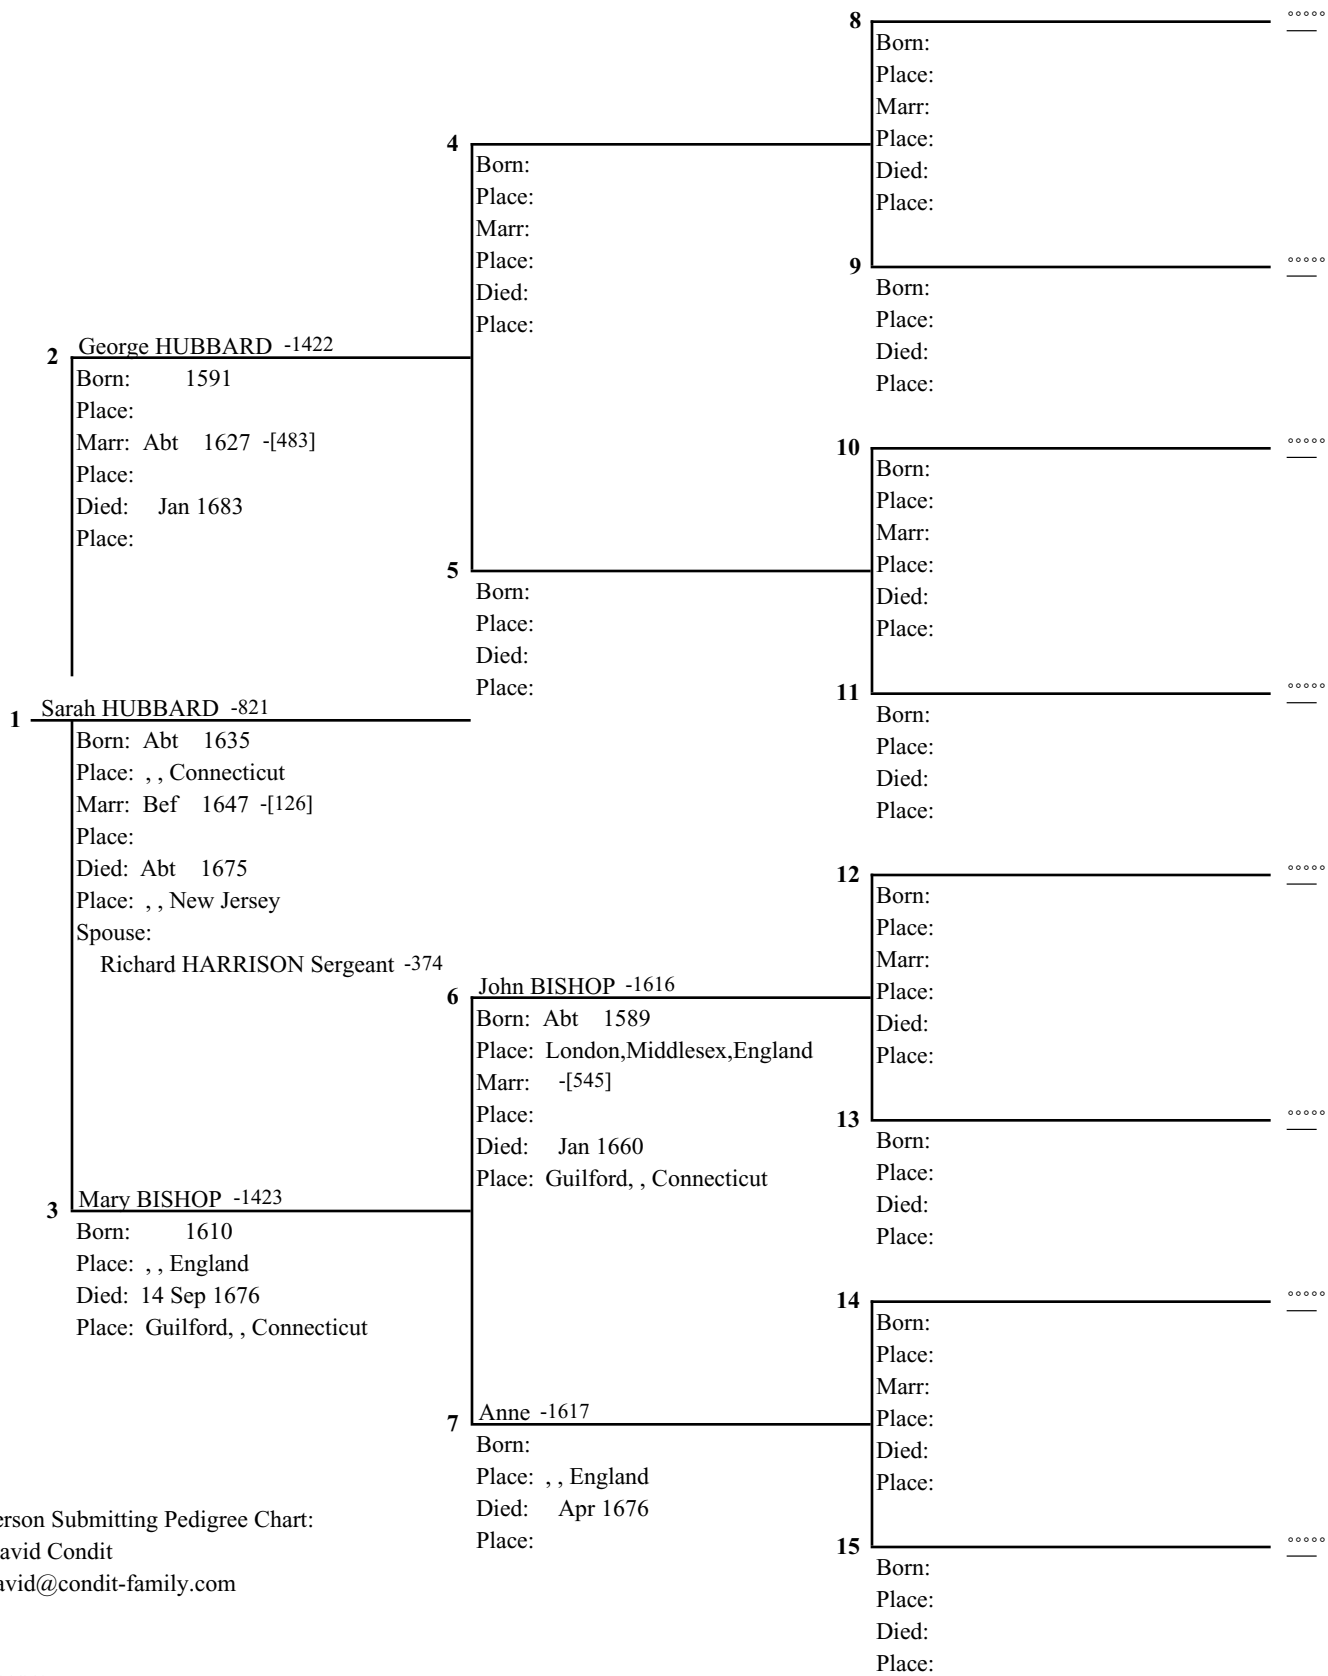 8
°°°°°
Born:
Place:
Marr:
Place:
Died:
Place:
4
Born:
Place:
Marr:
Place:
Died:
Place:
9
°°°°°
Born:
Place:
Died:
Place:
2 George HUBBARD -1422
Born: 1591
Place:
Marr: Abt 1627 -[483]
Place:
Died: Jan 1683
Place:
10
°°°°°
Born:
Place:
Marr:
Place:
Died:
Place:
5
Born:
Place:
Died:
Place:
11
°°°°°
Born:
Place:
Died:
Place:
1 Sarah HUBBARD -821
Born: Abt 1635
Place: , , Connecticut
Marr: Bef 1647 -[126]
Place:
Died: Abt 1675
Place: , , New Jersey
Spouse:
Richard HARRISON Sergeant -374
12
°°°°°
Born:
Place:
Marr:
Place:
Died:
Place:
6 John BISHOP -1616
Born: Abt 1589
Place: London,Middlesex,England
Marr: -[545]
Place:
Died: Jan 1660
Place: Guilford, , Connecticut
13
°°°°°
Born:
Place:
Died:
Place:
3 Mary BISHOP -1423
Born: 1610
Place: , , England
Died: 14 Sep 1676
Place: Guilford, , Connecticut
14
°°°°°
Born:
Place:
Marr:
Place:
Died:
Place:
7 Anne -1617
Born:
Place: , , England
Died: Apr 1676
Place:
15
°°°°°
Born:
Place:
Died:
Place:
erson Submitting Pedigree Chart:
avid Condit
avid@condit-family.com